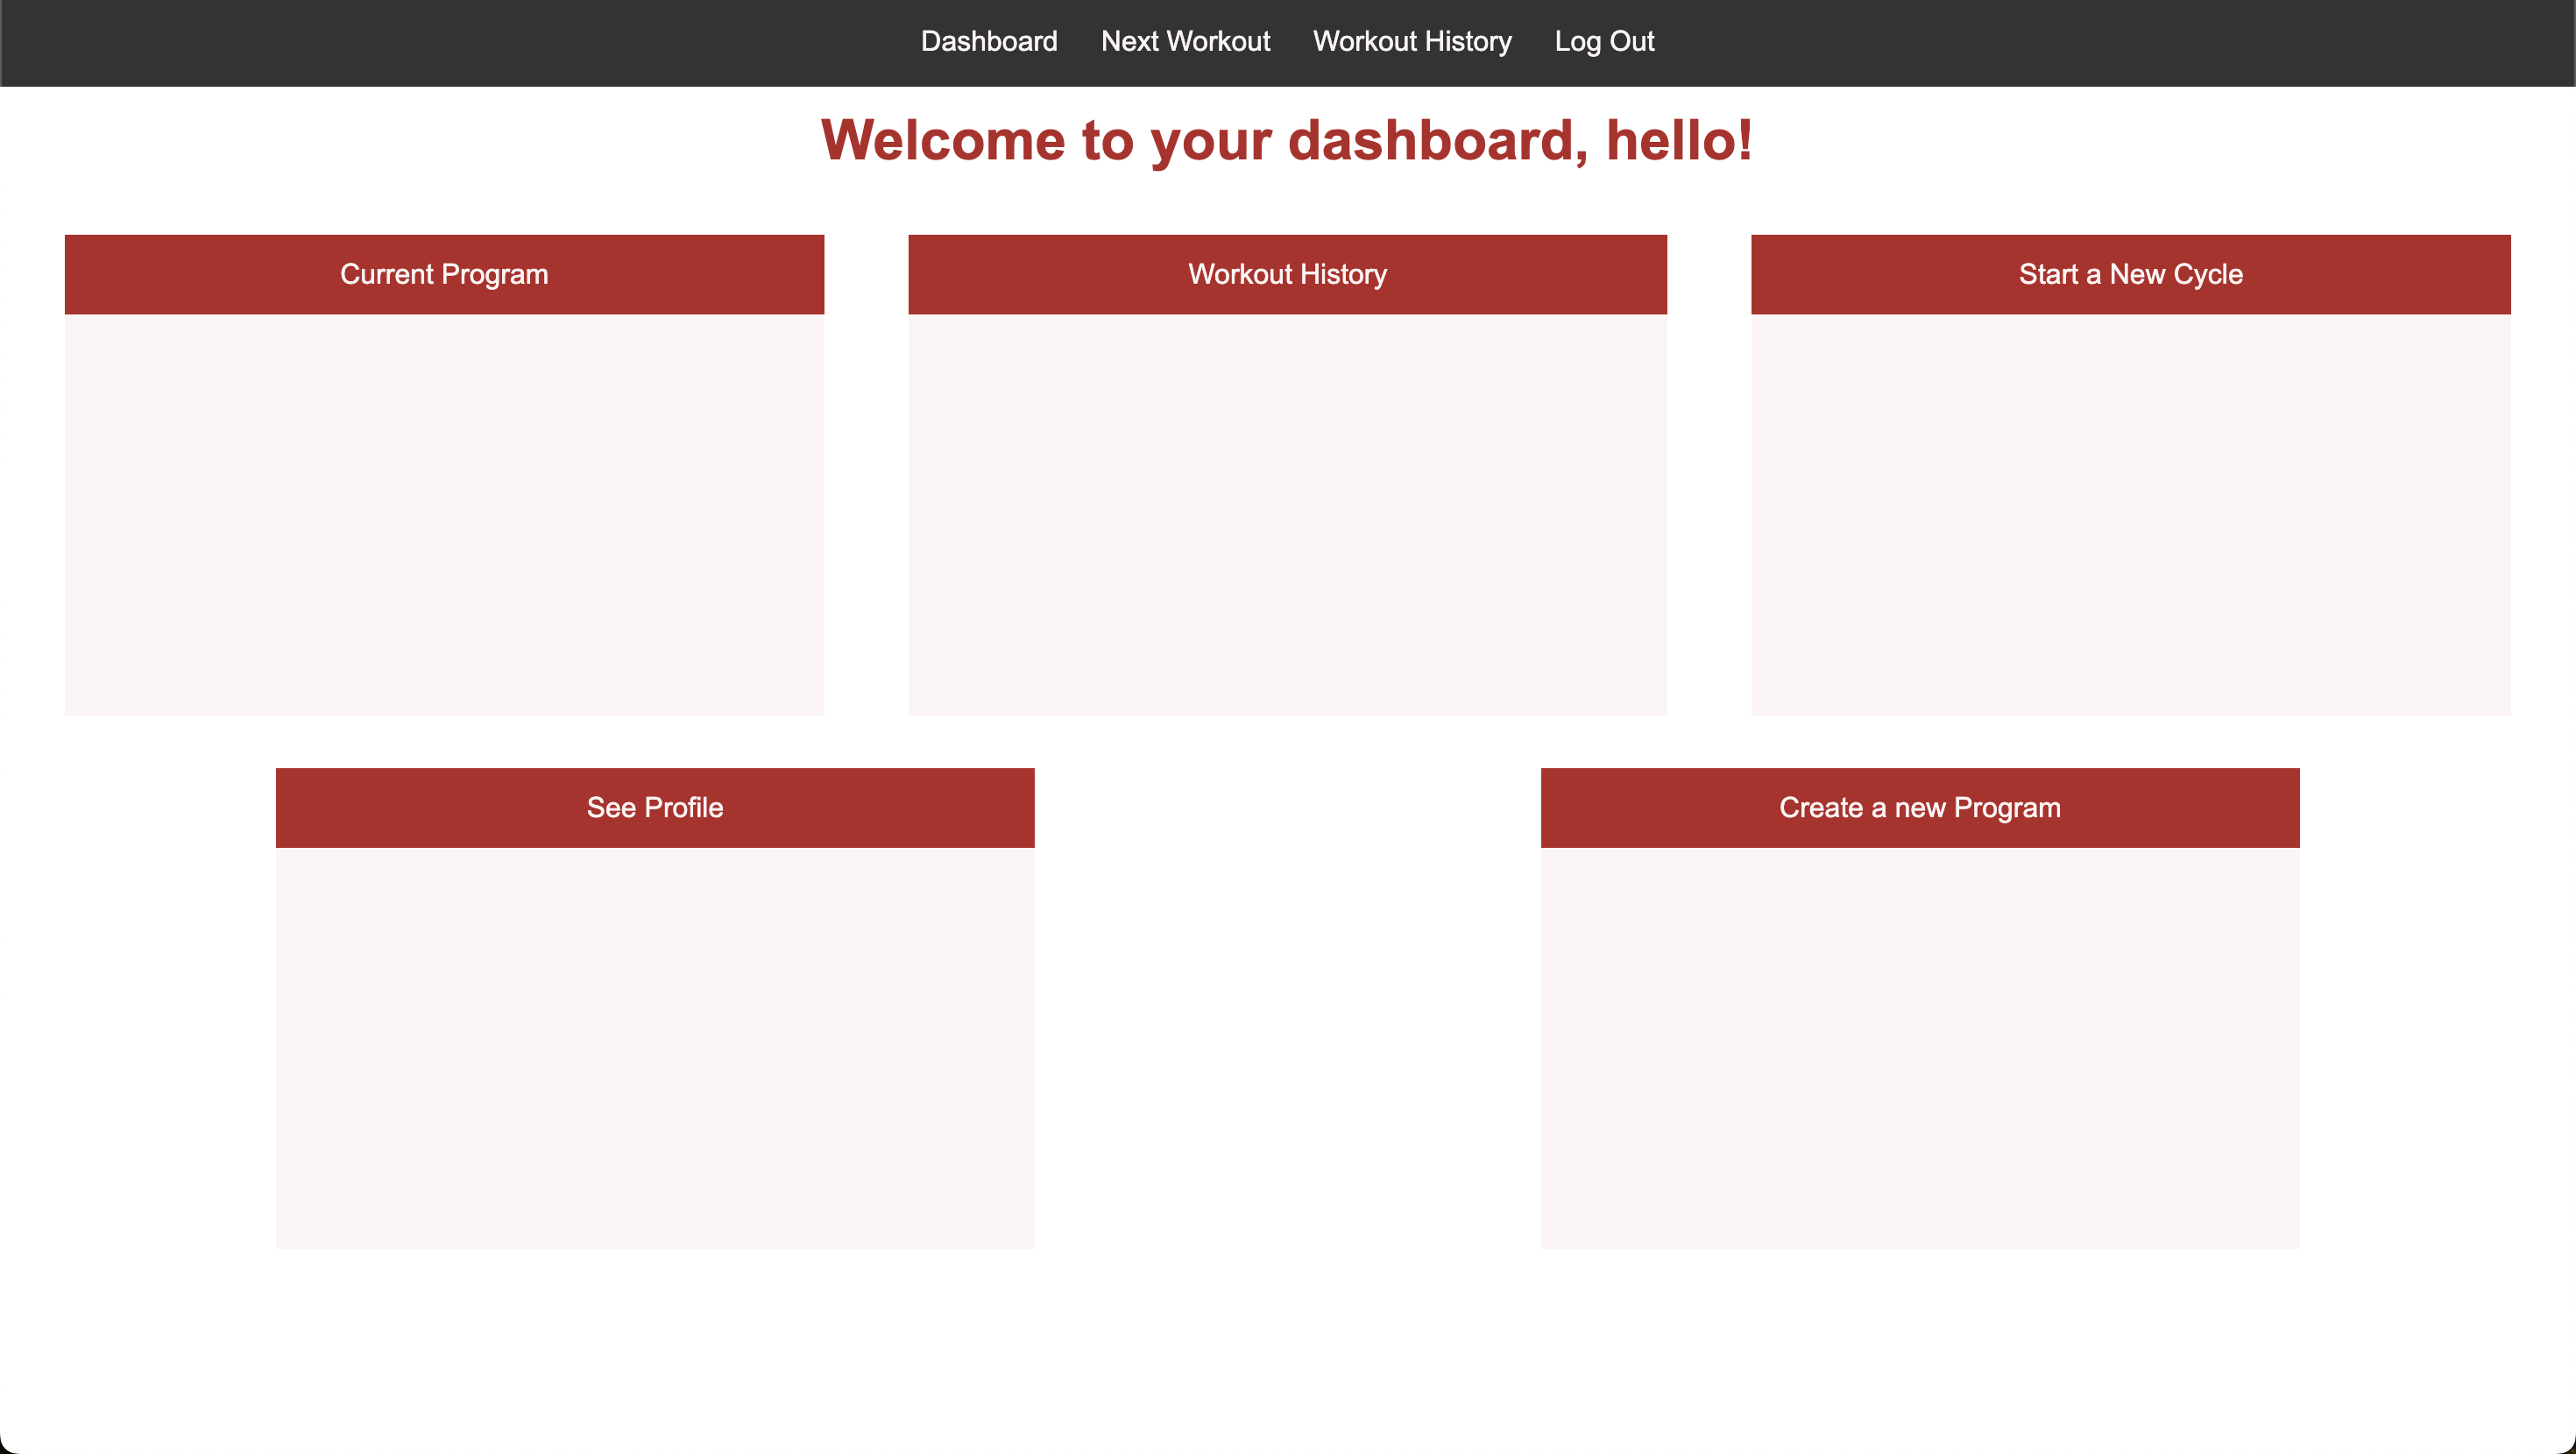 Dashboard Next Workout Workout History Log Out
Welcome to your dashboard, hello!
Current Program
Workout History
Start a New Cycle
See Profile
Create a new Program